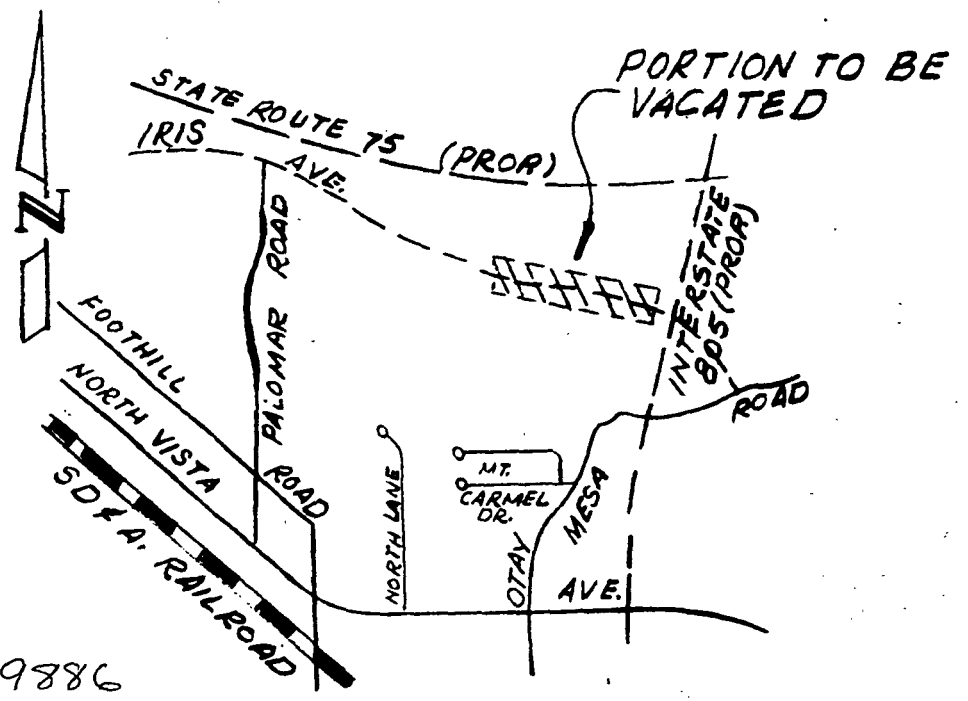 PORTION TO BE
VACATED
STATE ROUTE 75 (PROP.)
IRIS AVE.
N
PALOMAR ROAD
INTERSTATE
805 (PROP.)
FOOTHILL ROAD
NORTH VISTA AVE.
SD & A. RAILROAD
NORTH LANE
MT.
CARMEL
DR.
OTAY MESA ROAD
9886